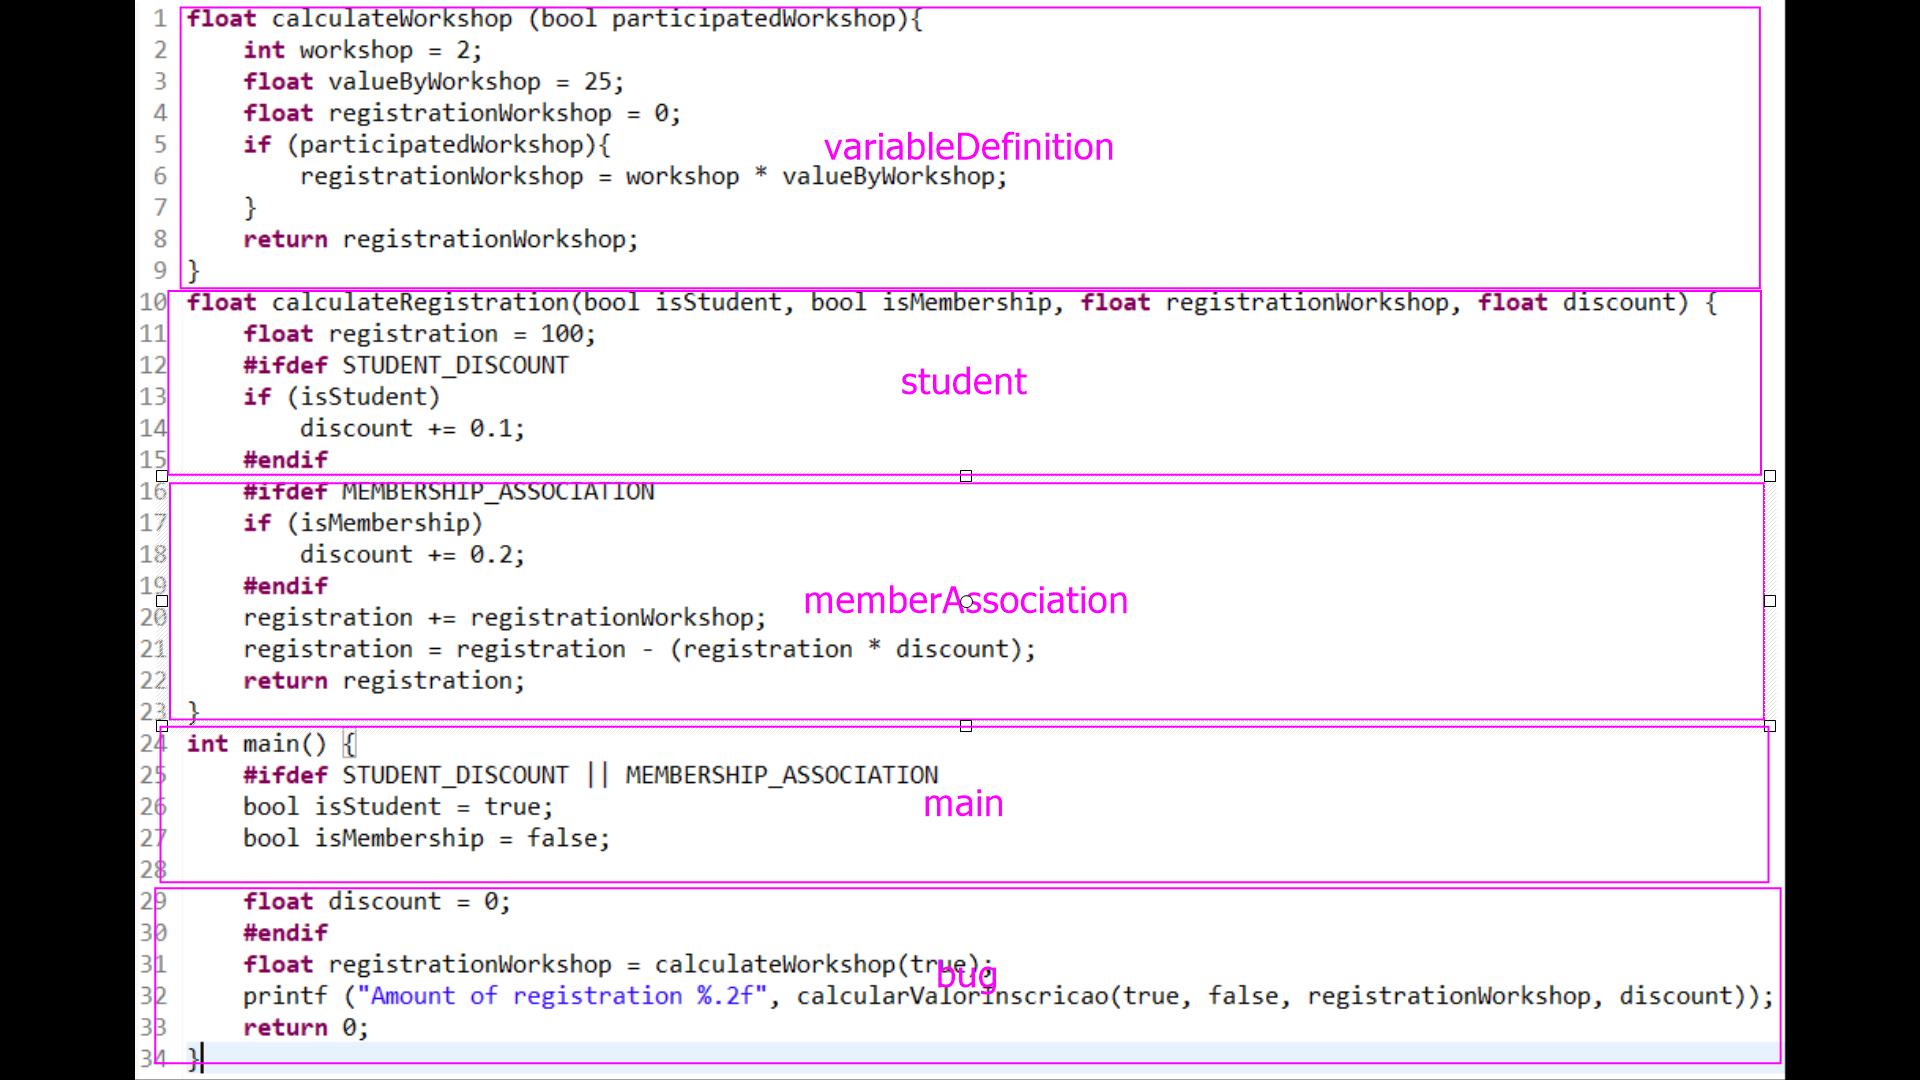 1 float calculateWorkshop (bool participatedWorkshop){
2 int workshop = 2;
3 float valueByWorkshop = 25;
4 float registrationWorkshop = 0;
5 if (participatedWorkshop){
variableDefinition
6 registrationWorkshop = workshop * valueByWorkshop;
7 }
8 return registrationWorkshop;
9 }
10 float calculateRegistration(bool isStudent, bool isMembership, float registrationWorkshop, float discount) {
11 float registration = 100;
12 #ifdef STUDENT_DISCOUNT
student
13 if (isStudent)
14 discount += 0.1;
15 #endif
16 #ifdef MEMBERSHIP_ASSOCIATION
17 if (isMembership)
18 discount += 0.2;
19 #endif
memberAssociation
20 registration += registrationWorkshop;
21 registration = registration - (registration * discount);
22 return registration;
23 }
24 int main() {
25 #ifdef STUDENT_DISCOUNT || MEMBERSHIP_ASSOCIATION
26 bool isStudent = true;
main
27 bool isMembership = false;
28
29 float discount = 0;
30 #endif
31 float registrationWorkshop = calculateWorkshop(true);
bug
32 printf ("Amount of registration %.2f", calcularValorInscricao(true, false, registrationWorkshop, discount));
33 return 0;
34 }